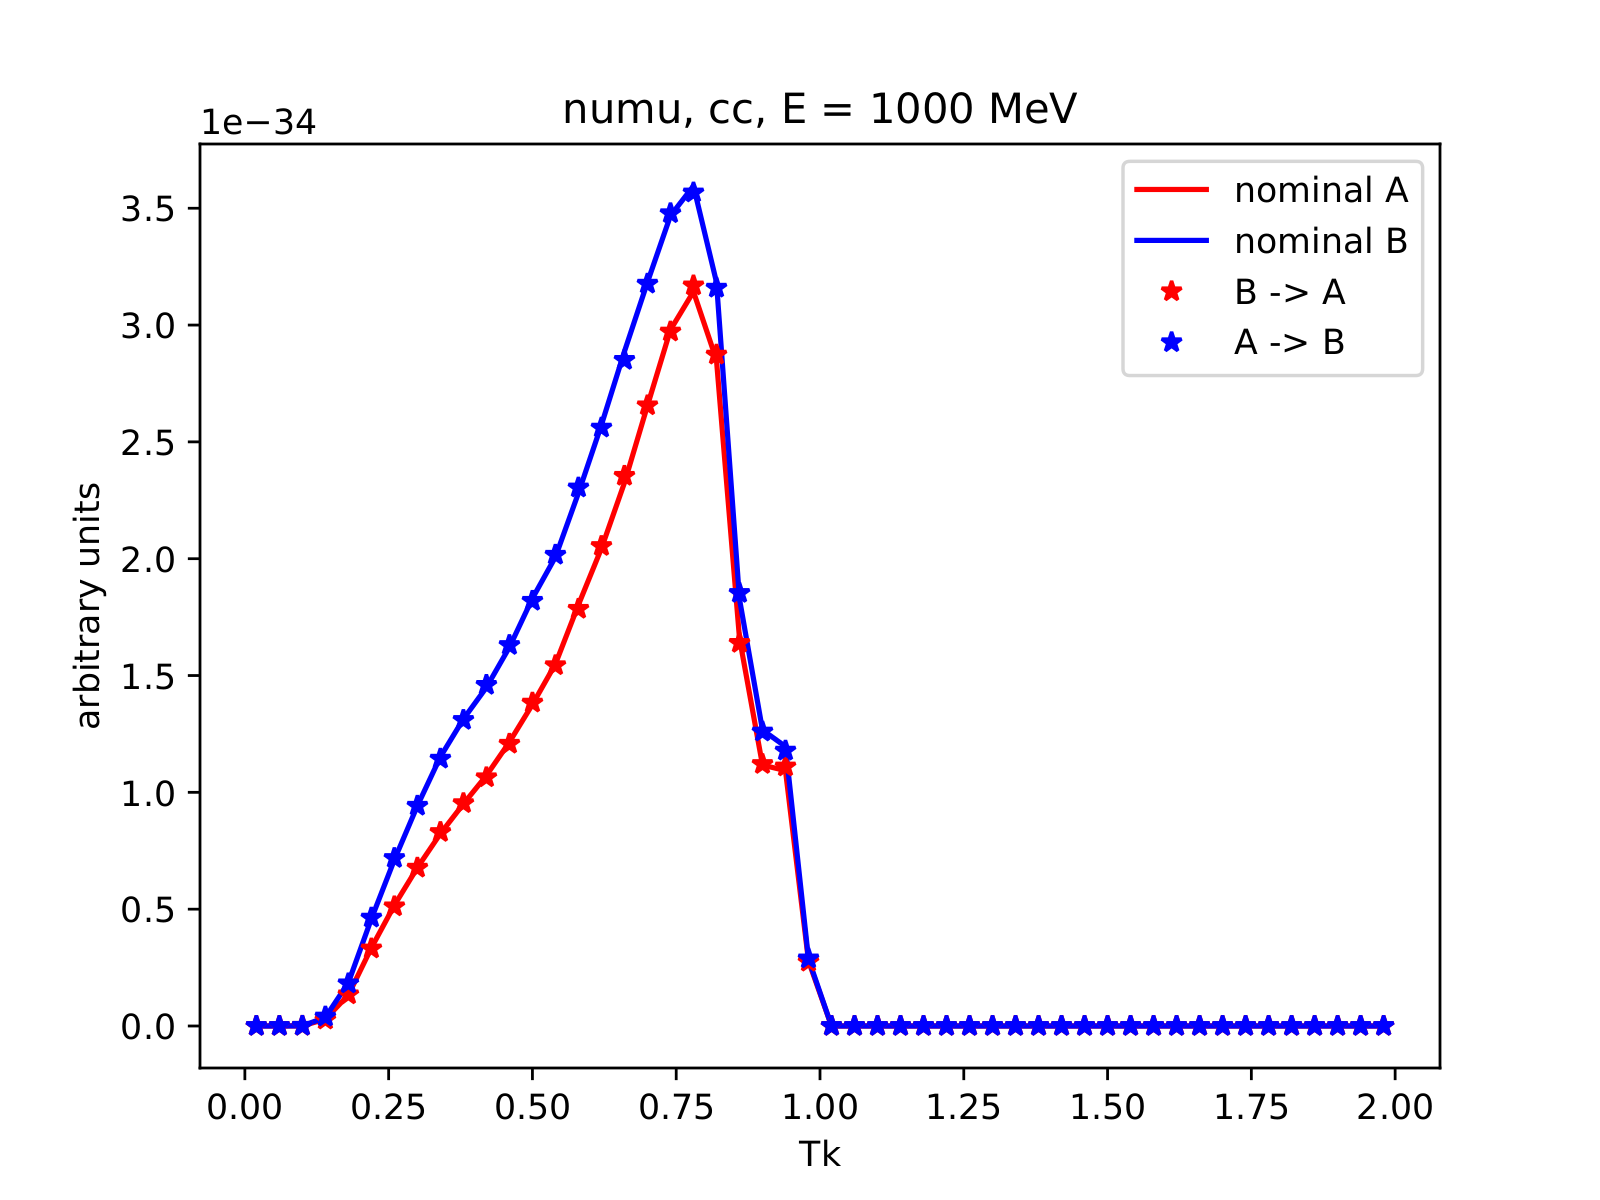 numu, cc, E = 1000 MeV
1e−34
nominal A
nominal B
B -> A
A -> B
3.5
3.0
2.5
2.0
1.5
1.0
0.5
0.0
arbitrary units
0.00 0.25 0.50 0.75 1.00 1.25 1.50 1.75 2.00
Tk